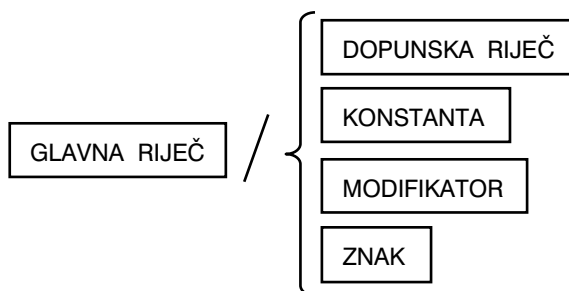 GLAVNA RIJEČ /
DOPUNSKA RIJEČ
KONSTANTA
MODIFIKATOR
ZNAK